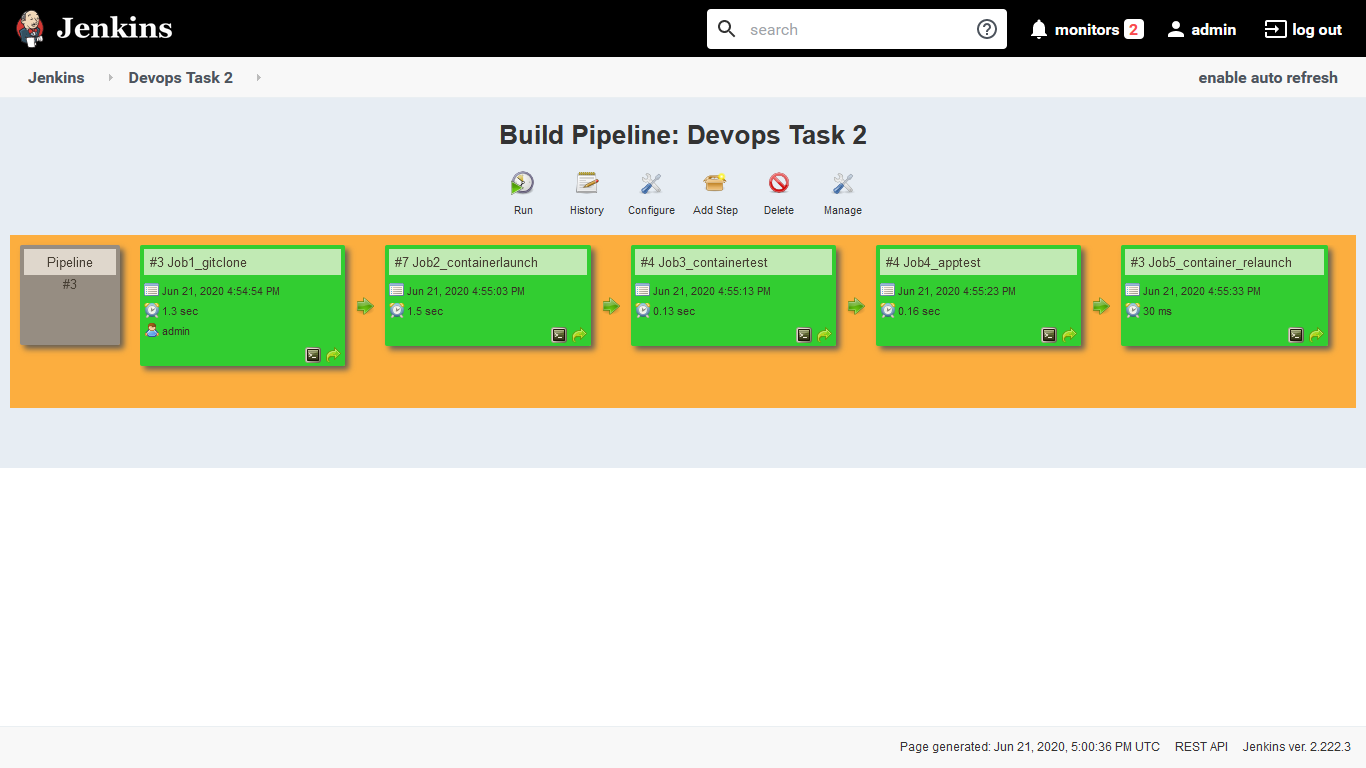 Jenkins
search
monitors 2
admin
log out
Jenkins
Devops Task 2
enable auto refresh
Build Pipeline: Devops Task 2
Run
History
Configure
Add Step
Delete
Manage
Pipeline
#3
#3 Job1_gitclone
Jun 21, 2020 4:54:54 PM
1.3 sec
admin
#7 Job2_containerlaunch
Jun 21, 2020 4:55:03 PM
1.5 sec
#4 Job3_containertest
Jun 21, 2020 4:55:13 PM
0.13 sec
#4 Job4_apptest
Jun 21, 2020 4:55:23 PM
0.16 sec
#3 Job5_container_relaunch
Jun 21, 2020 4:55:33 PM
30 ms
Page generated: Jun 21, 2020, 5:00:36 PM UTC
REST API
Jenkins ver. 2.222.3